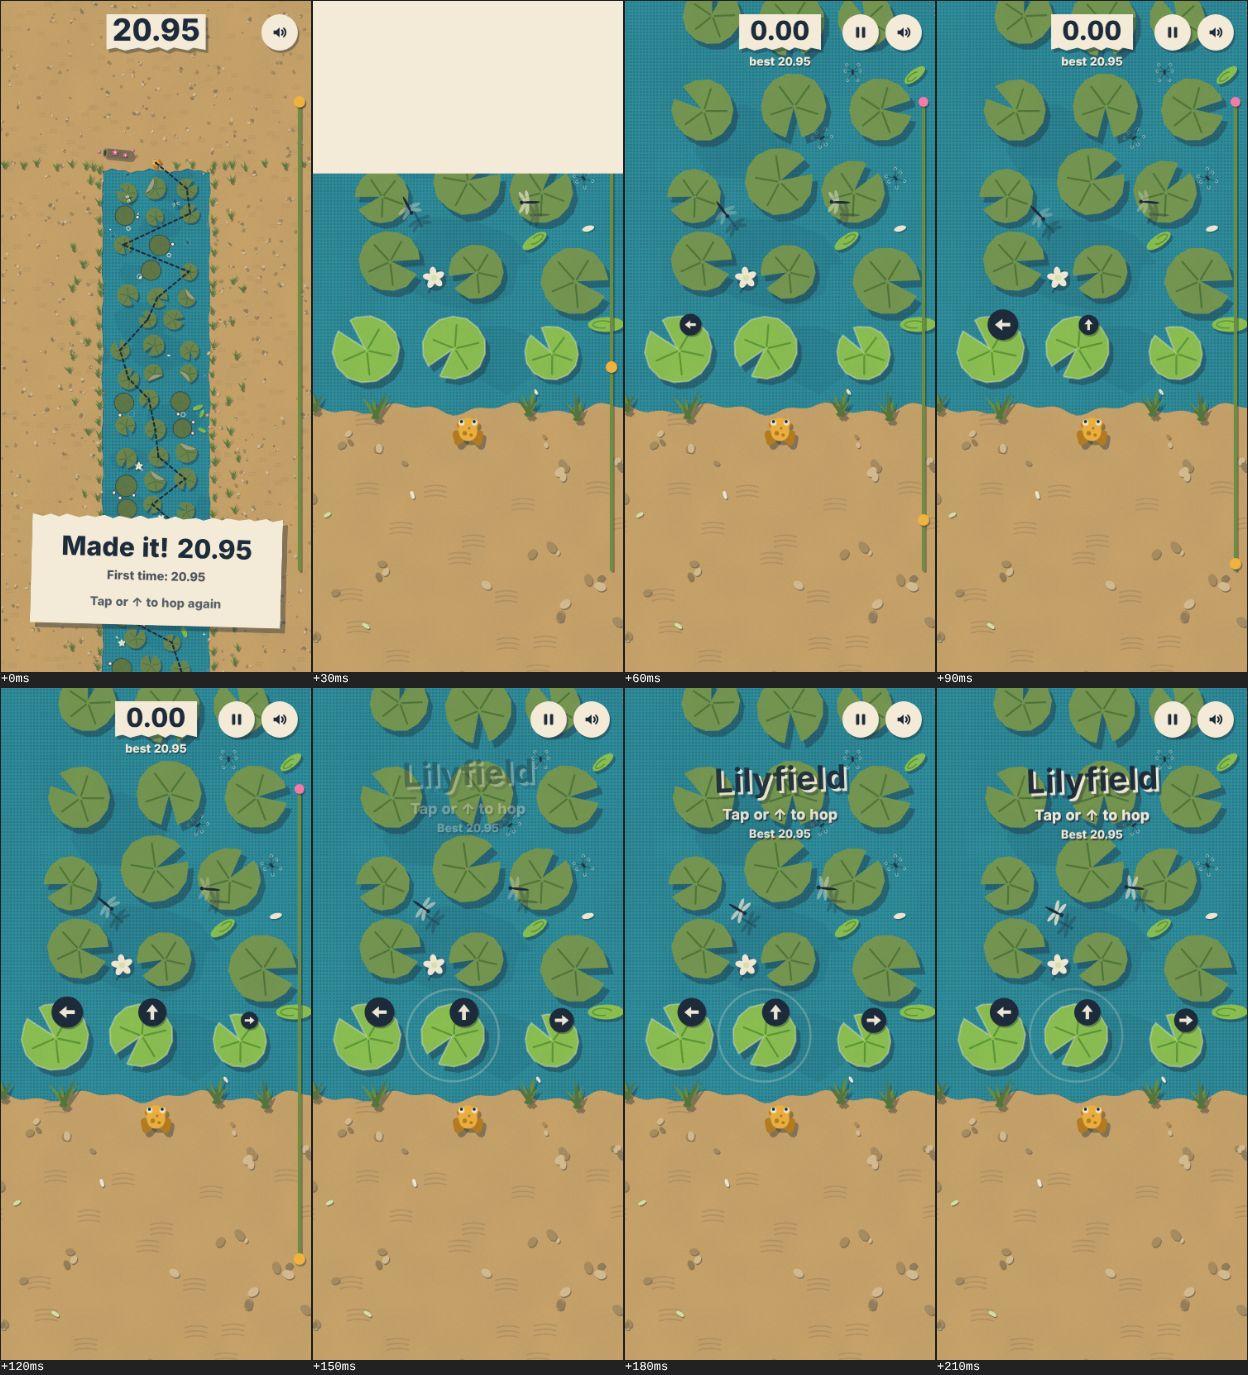 20.95
Made it! 20.95
First time: 20.95
Tap or ↑ to hop again
+0ms
+30ms
0.00
best 20.95
+60ms
0.00
best 20.95
+90ms
0.00
best 20.95
+120ms
Lilyfield
Tap or ↑ to hop
Best 20.95
+150ms
Lilyfield
Tap or ↑ to hop
Best 20.95
+180ms
Lilyfield
Tap or ↑ to hop
Best 20.95
+210ms